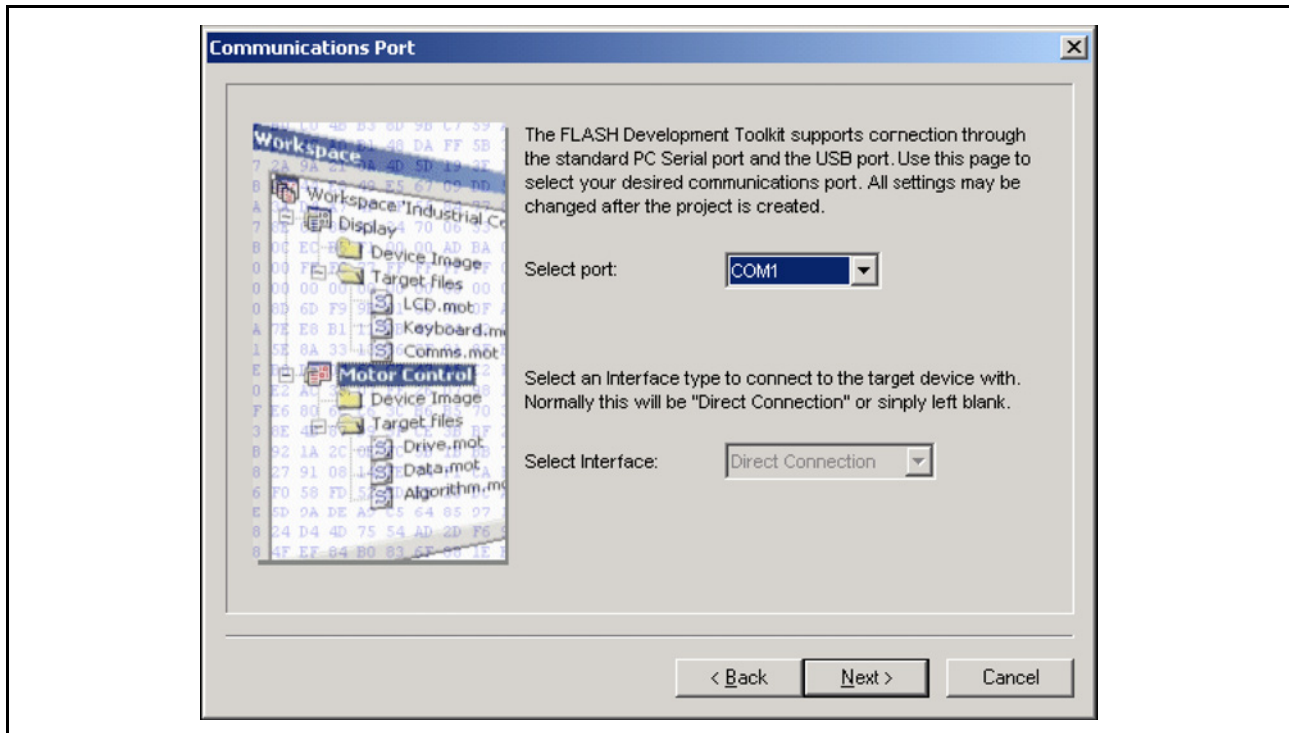 Communications Port
Workspace
Workspace 'Industrial Co
Display
Device Image
Target files
LCD.mot
Keyboard.m
Comms.mot
Motor Control
Device Image
Target files
Drive.mot
Data.mot
Algorithm.mo
The FLASH Development Toolkit supports connection through
the standard PC Serial port and the USB port. Use this page to
select your desired communications port. All settings may be
changed after the project is created.
Select port:
COM1
Select an Interface type to connect to the target device with.
Normally this will be "Direct Connection" or simply left blank.
Select Interface:
Direct Connection
< Back
Next >
Cancel